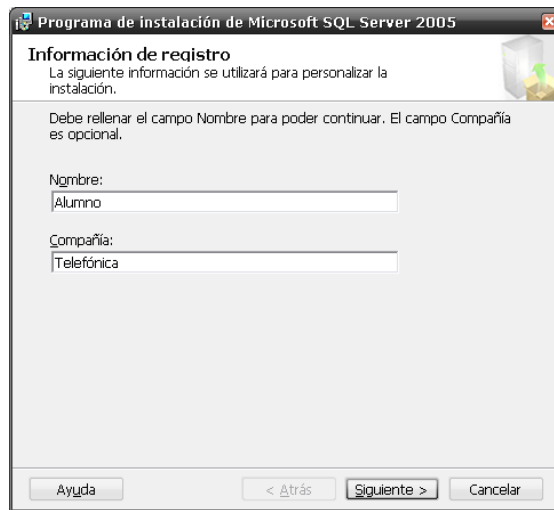 Programa de instalación de Microsoft SQL Server 2005
Información de registro
La siguiente información se utilizará para personalizar la
instalación.
Debe rellenar el campo Nombre para poder continuar. El campo Compañía
es opcional.
Nombre:
Alumno
Compañía:
Telefónica
Ayuda
< Atrás
Siguiente >
Cancelar